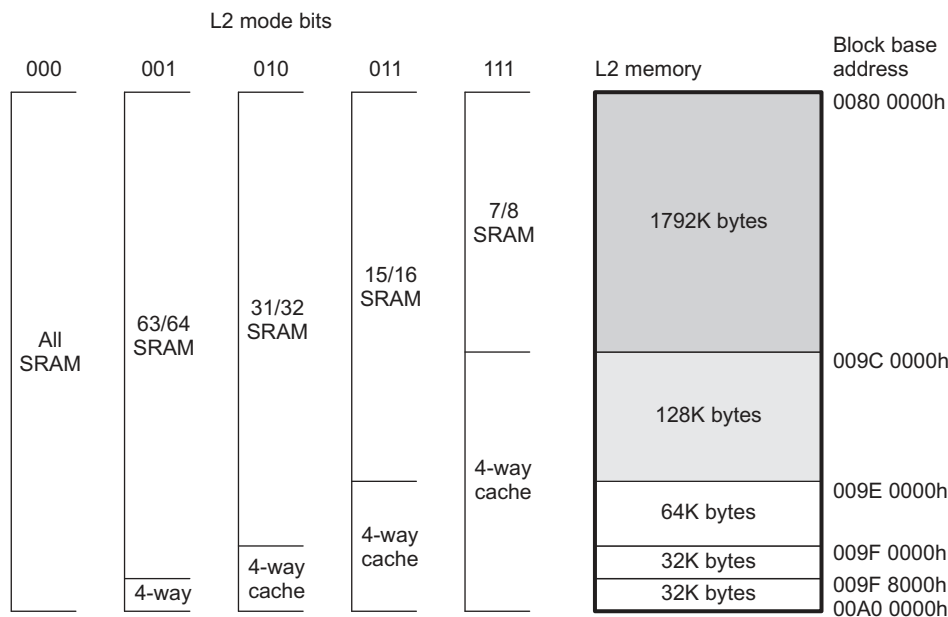 L2 mode bits
000 001 010 011 111 L2 memory
Block base
address
0080 0000h
7/8
SRAM
1792K bytes
15/16
SRAM
31/32
SRAM
63/64
SRAM
All
SRAM
009C 0000h
128K bytes
4-way
cache
009E 0000h
64K bytes
4-way
cache
009F 0000h
4-way
cache
32K bytes
009F 8000h
4-way
32K bytes
00A0 0000h